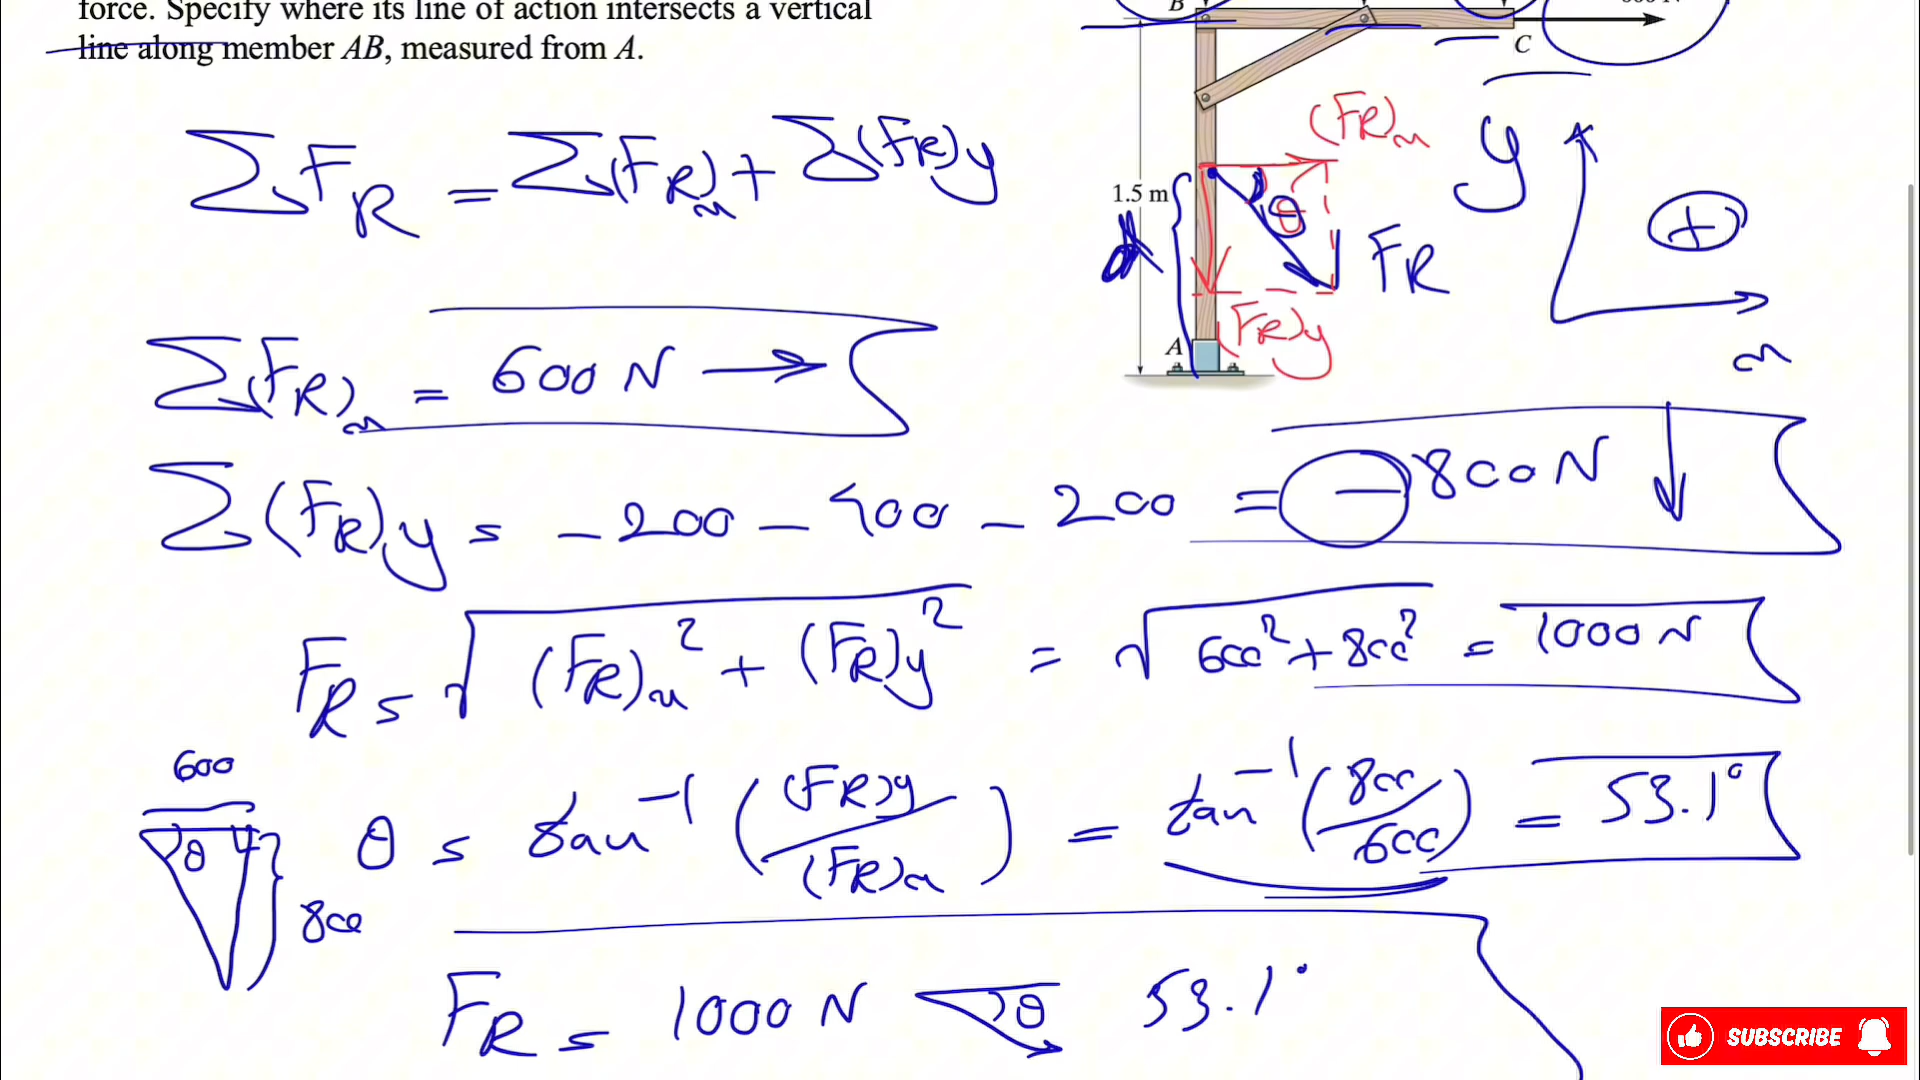 force. Specify where its line of action intersects a vertical
line along member AB, measured from A.
B
C
1.5 m
d
A
(FR)x
θ
FR
(FR)y
y
+
x
ΣFR = Σ(FR)x + Σ(FR)y
Σ(FR)x = 600 N →
Σ(FR)y = - 200 - 400 - 200 = - 800 N ↓
FR = √(FR)x² + (FR)y² = √600² + 800² = 1000 N
600
θ
800
θ = tan⁻¹ ((FR)y / (FR)x) = tan⁻¹ (800 / 600) = 53.1°
FR = 1000 N θ 53.1°
SUBSCRIBE